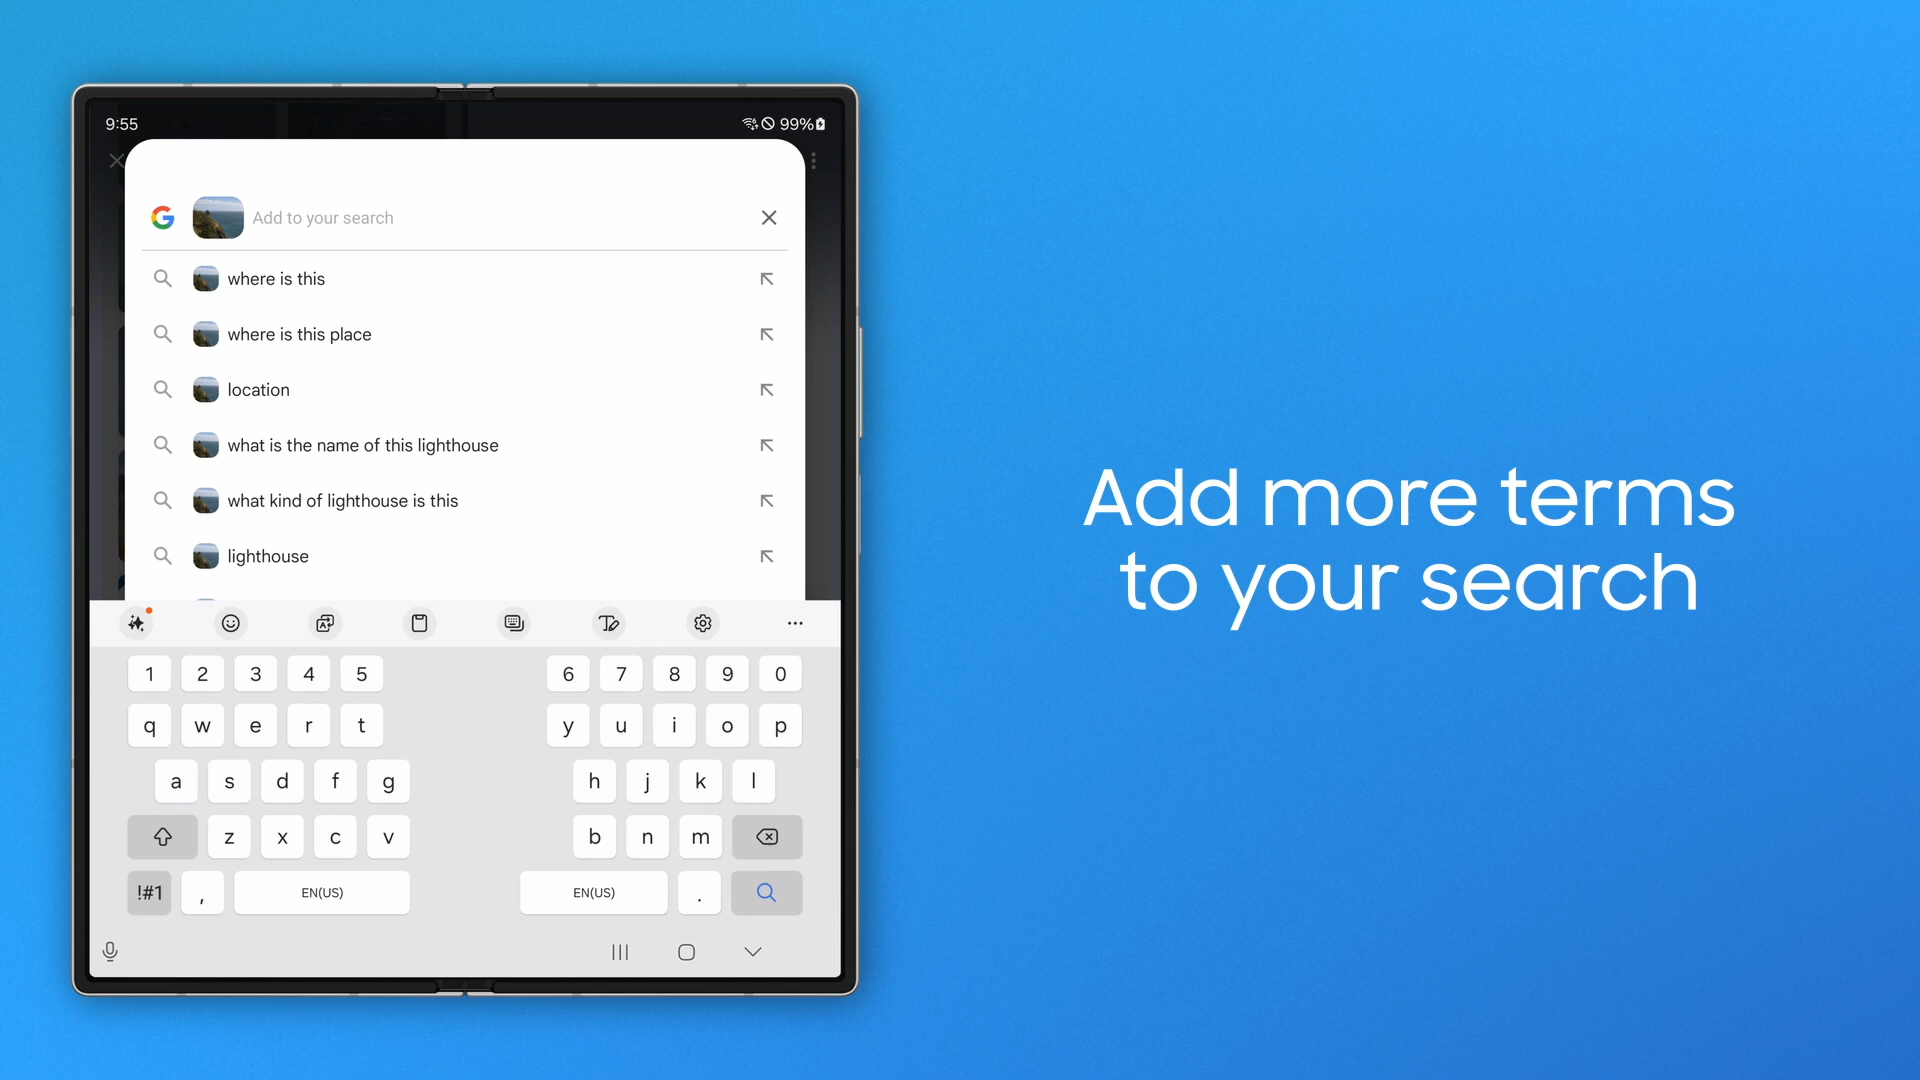 9:55
99%
Add to your search
where is this
where is this place
location
what is the name of this lighthouse
what kind of lighthouse is this
lighthouse
1 2 3 4 5 6 7 8 9 0
q w e r t y u i o p
a s d f g h j k l
z x c v b n m
!#1 , EN(US) EN(US) .
Add more terms
to your search